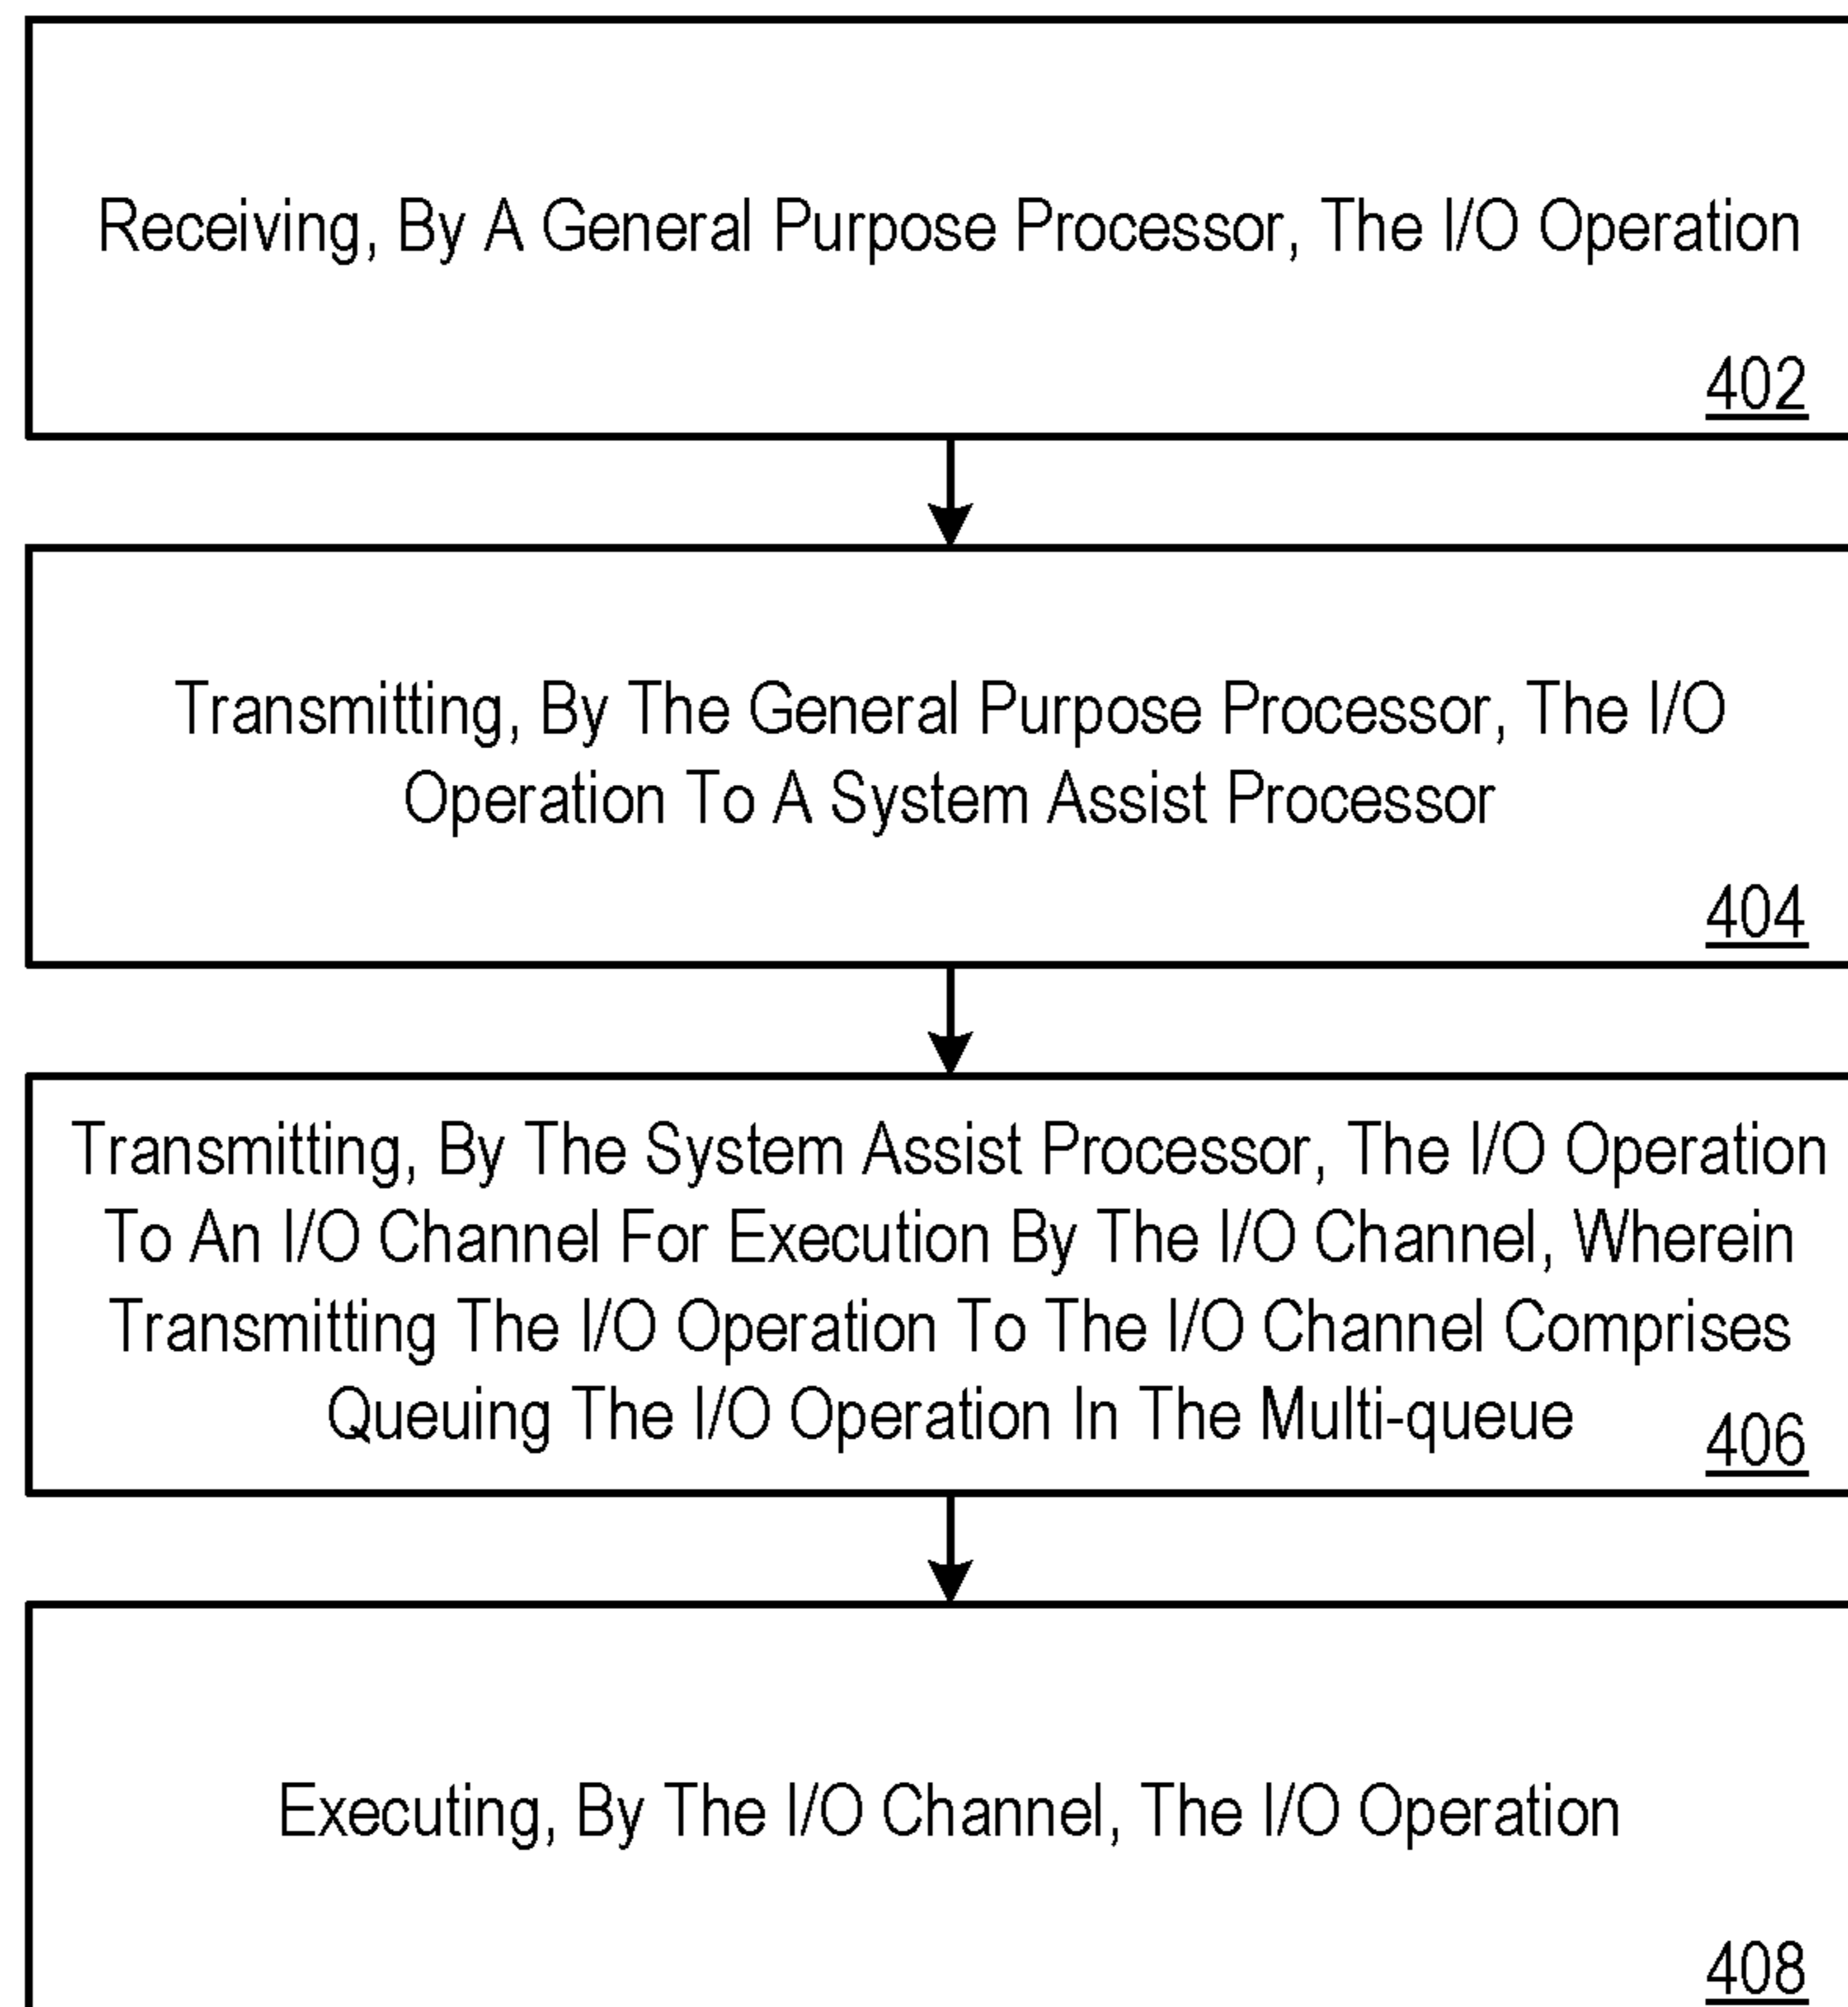 Receiving, By A General Purpose Processor, The I/O Operation
402
Transmitting, By The General Purpose Processor, The I/O
Operation To A System Assist Processor
404
Transmitting, By The System Assist Processor, The I/O Operation
To An I/O Channel For Execution By The I/O Channel, Wherein
Transmitting The I/O Operation To The I/O Channel Comprises
Queuing The I/O Operation In The Multi-queue
406
Executing, By The I/O Channel, The I/O Operation
408